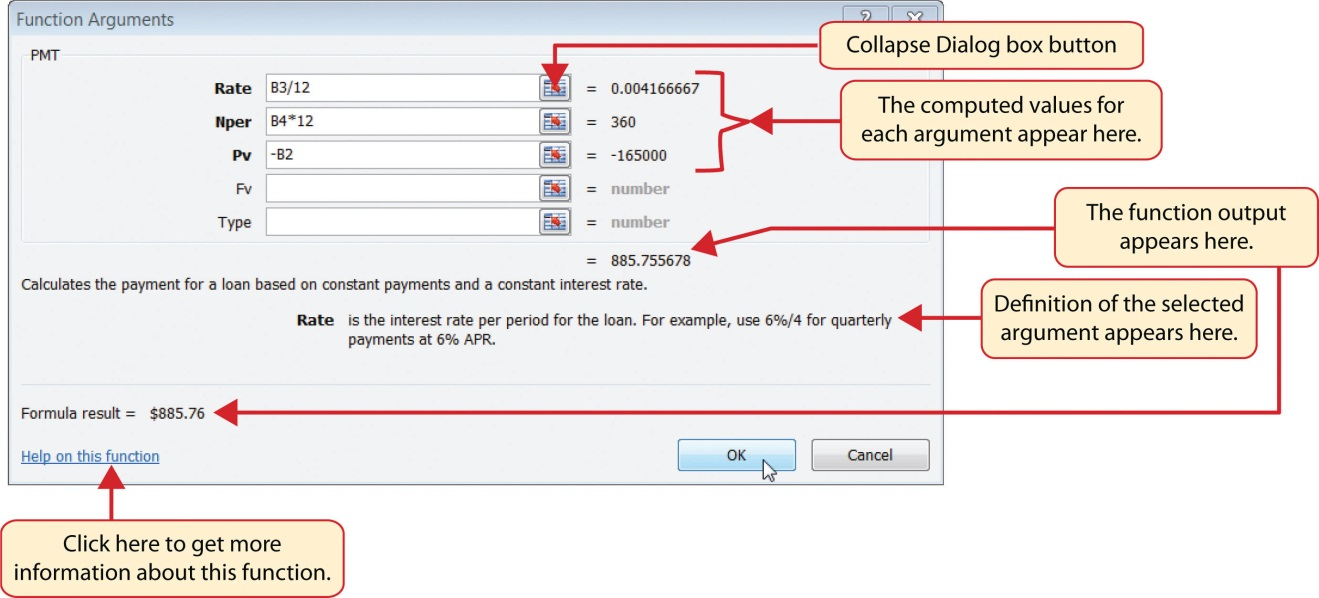 Function Arguments
?
Collapse Dialog box button
PMT
Rate B3/12 = 0.004166667
Nper B4*12 = 360
Pv -B2 = -165000
Fv = number
Type = number
The computed values for
each argument appear here.
= 885.755678
The function output
appears here.
Calculates the payment for a loan based on constant payments and a constant interest rate.
Rate is the interest rate per period for the loan. For example, use 6%/4 for quarterly
payments at 6% APR.
Definition of the selected
argument appears here.
Formula result = $885.76
Help on this function
OK
Cancel
Click here to get more
information about this function.